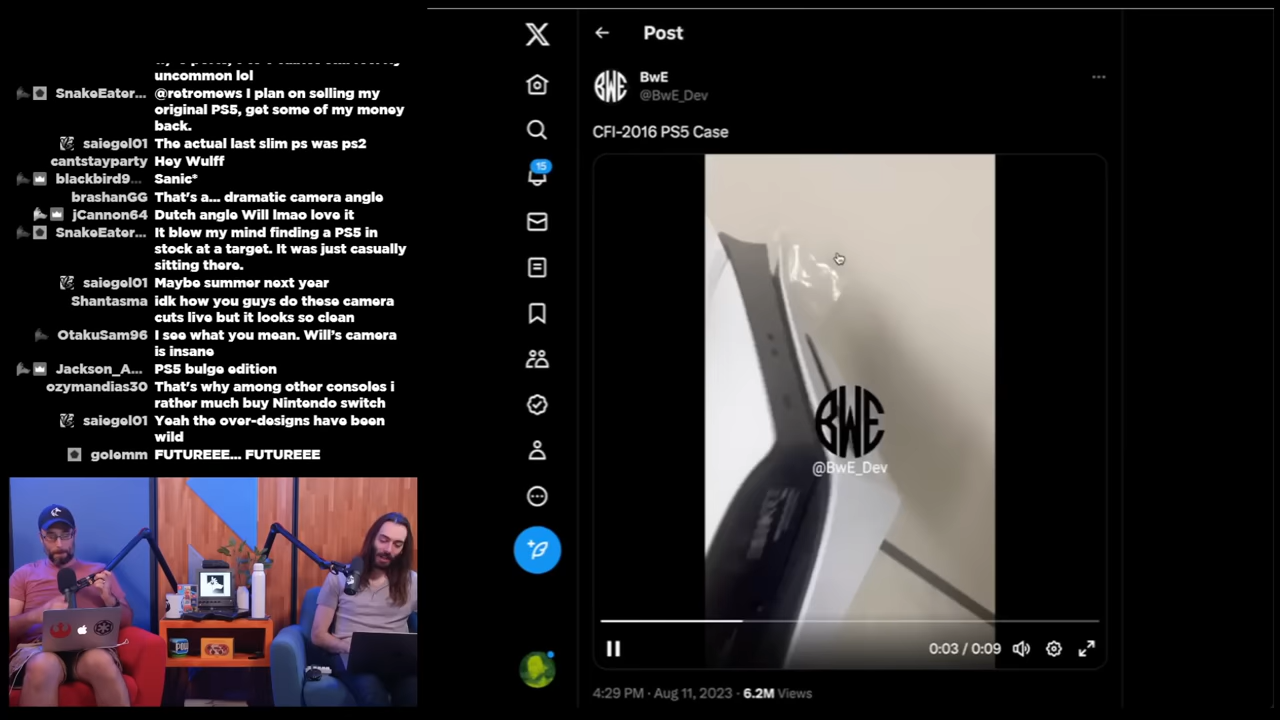 uncommon lol
SnakeEater... @retromews I plan on selling my
original PS5, get some of my money
back.
saiegel01 The actual last slim ps was ps2
cantstayparty Hey Wulff
blackbird9... Sanic*
brashanGG That's a... dramatic camera angle
jCannon64 Dutch angle Will lmao love it
SnakeEater... It blew my mind finding a PS5 in
stock at a target. It was just casually
sitting there.
saiegel01 Maybe summer next year
Shantasma idk how you guys do these camera
cuts live but it looks so clean
OtakuSam96 I see what you mean. Will's camera
is insane
Jackson_A... PS5 bulge edition
ozymandias30 That's why among other consoles i
rather much buy Nintendo switch
saiegel01 Yeah the over-designs have been
wild
golemm FUTUREEE... FUTUREEE
X
15
Post
BWE
BwE
@BwE_Dev
CFI-2016 PS5 Case
BWE
@BwE_Dev
0:03 / 0:09
4:29 PM · Aug 11, 2023 · 6.2M Views